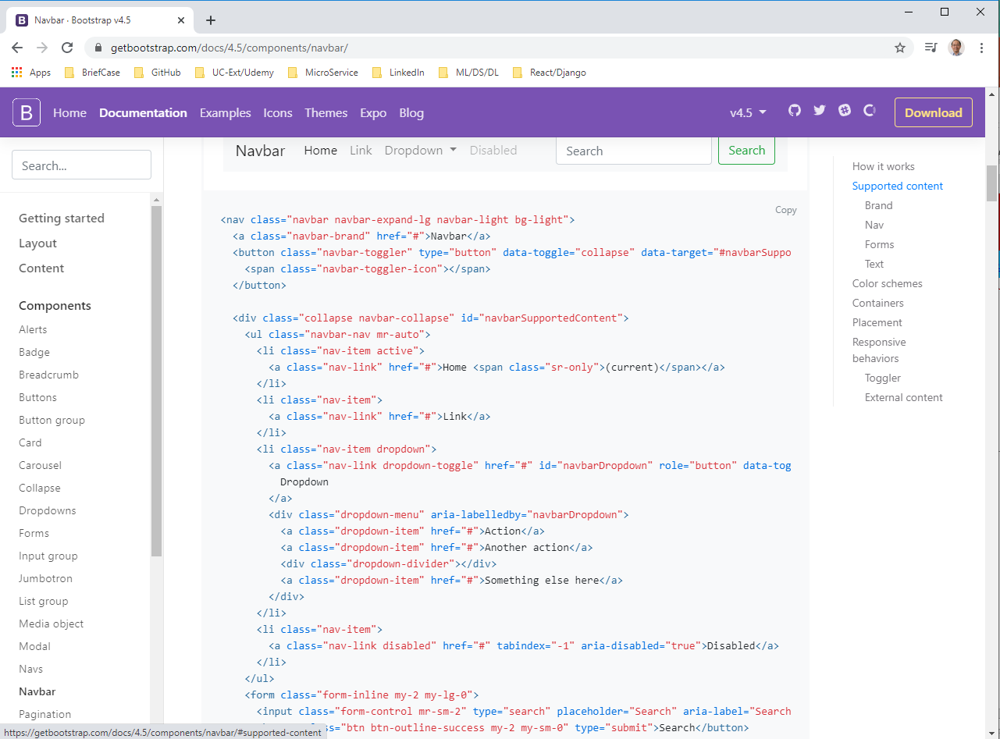 Navbar · Bootstrap v4.5
getbootstrap.com/docs/4.5/components/navbar/
Apps BriefCase GitHub UC-Ext/Udemy MicroService LinkedIn ML/DS/DL React/Django
B Home Documentation Examples Icons Themes Expo Blog v4.5 Download
Search...
Getting started
Layout
Content
Components
Alerts
Badge
Breadcrumb
Buttons
Button group
Card
Carousel
Collapse
Dropdowns
Forms
Input group
Jumbotron
List group
Media object
Modal
Navs
Navbar
Pagination
Navbar Home Link Dropdown Disabled Search Search
Copy
<nav class="navbar navbar-expand-lg navbar-light bg-light">
<a class="navbar-brand" href="#">Navbar</a>
<button class="navbar-toggler" type="button" data-toggle="collapse" data-target="#navbarSuppo
<span class="navbar-toggler-icon"></span>
</button>
<div class="collapse navbar-collapse" id="navbarSupportedContent">
<ul class="navbar-nav mr-auto">
<li class="nav-item active">
<a class="nav-link" href="#">Home <span class="sr-only">(current)</span></a>
</li>
<li class="nav-item">
<a class="nav-link" href="#">Link</a>
</li>
<li class="nav-item dropdown">
<a class="nav-link dropdown-toggle" href="#" id="navbarDropdown" role="button" data-tog
Dropdown
</a>
<div class="dropdown-menu" aria-labelledby="navbarDropdown">
<a class="dropdown-item" href="#">Action</a>
<a class="dropdown-item" href="#">Another action</a>
<div class="dropdown-divider"></div>
<a class="dropdown-item" href="#">Something else here</a>
</div>
</li>
<li class="nav-item">
<a class="nav-link disabled" href="#" tabindex="-1" aria-disabled="true">Disabled</a>
</li>
</ul>
<form class="form-inline my-2 my-lg-0">
<input class="form-control mr-sm-2" type="search" placeholder="Search" aria-label="Search
="btn btn-outline-success my-2 my-sm-0" type="submit">Search</button>
How it works
Supported content
Brand
Nav
Forms
Text
Color schemes
Containers
Placement
Responsive
behaviors
Toggler
External content
https://getbootstrap.com/docs/4.5/components/navbar/#supported-content